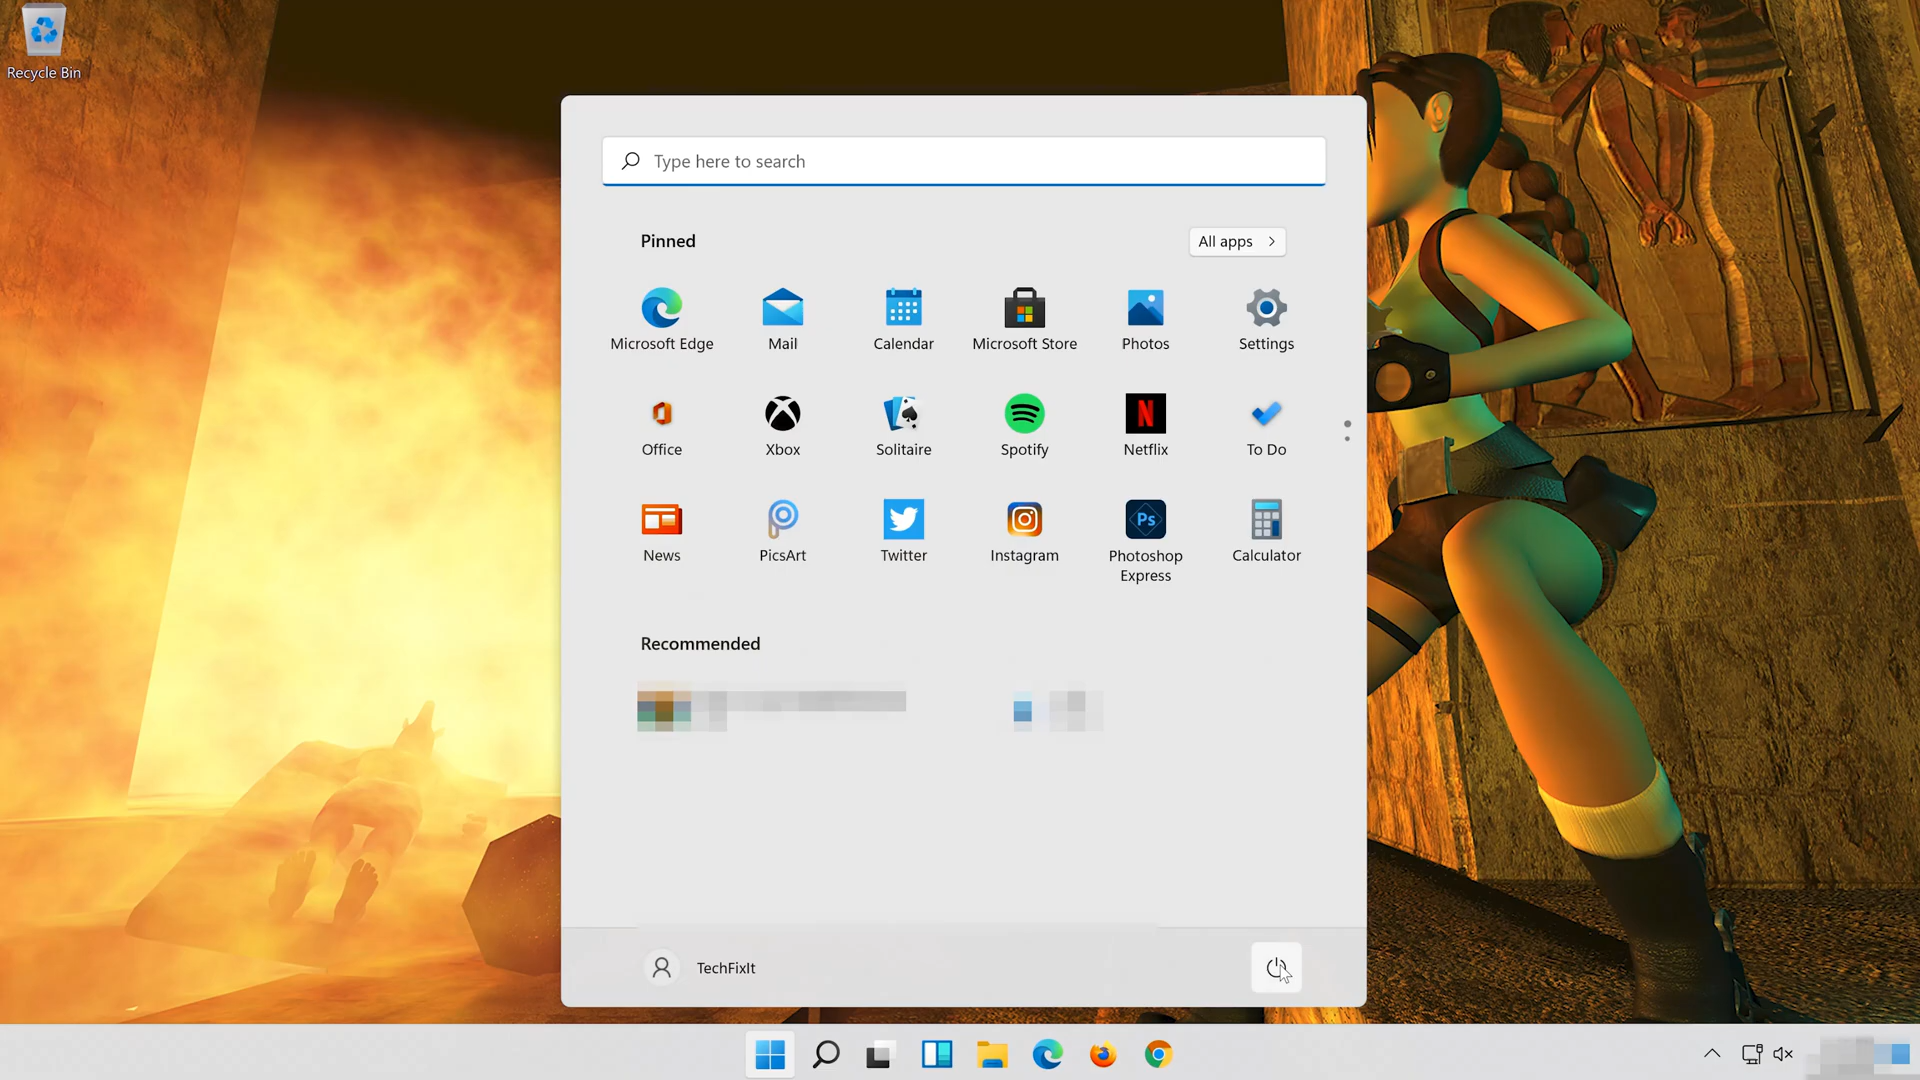 Recycle Bin
Type here to search
Pinned
All apps
Microsoft Edge
Mail
Calendar
Microsoft Store
Photos
Settings
Office
Xbox
Solitaire
Spotify
Netflix
To Do
News
PicsArt
Twitter
Instagram
Ps
Photoshop
Express
Calculator
Recommended
TechFixIt